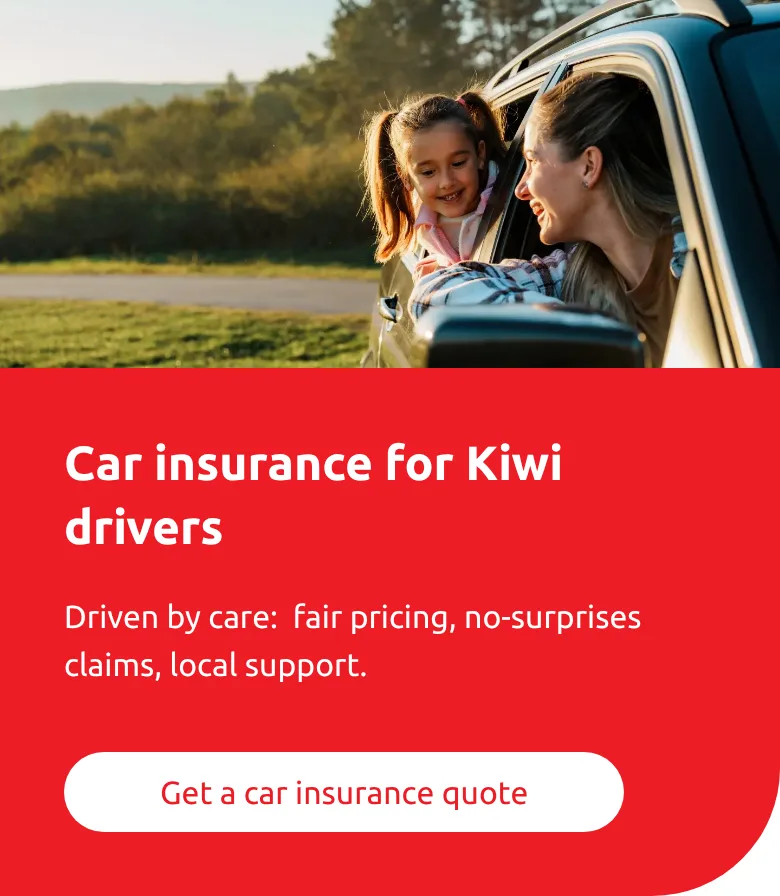 Car insurance for Kiwi
drivers
Driven by care:  fair pricing, no-surprises
claims, local support.
Get a car insurance quote